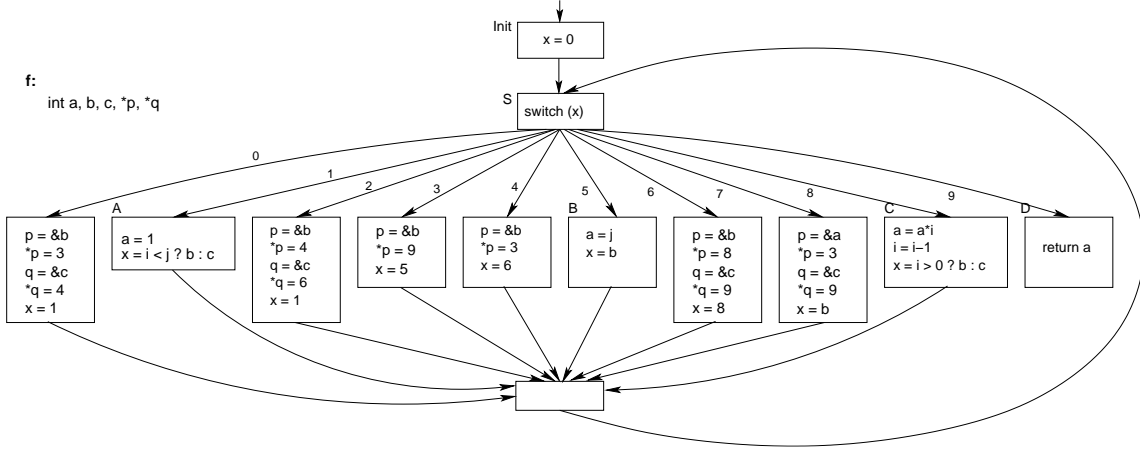 Init
x = 0
f:
int a, b, c, *p, *q
S
switch (x)
0
1
2
3
4
5
6
7
8
9
p = &b
*p = 3
q = &c
*q = 4
x = 1
A
a = 1
x = i < j ? b : c
p = &b
*p = 4
q = &c
*q = 6
x = 1
p = &b
*p = 9
x = 5
p = &b
*p = 3
x = 6
B
a = j
x = b
p = &b
*p = 8
q = &c
*q = 9
x = 8
p = &a
*p = 3
q = &c
*q = 9
x = b
C
a = a*i
i = i–1
x = i > 0 ? b : c
D
return a